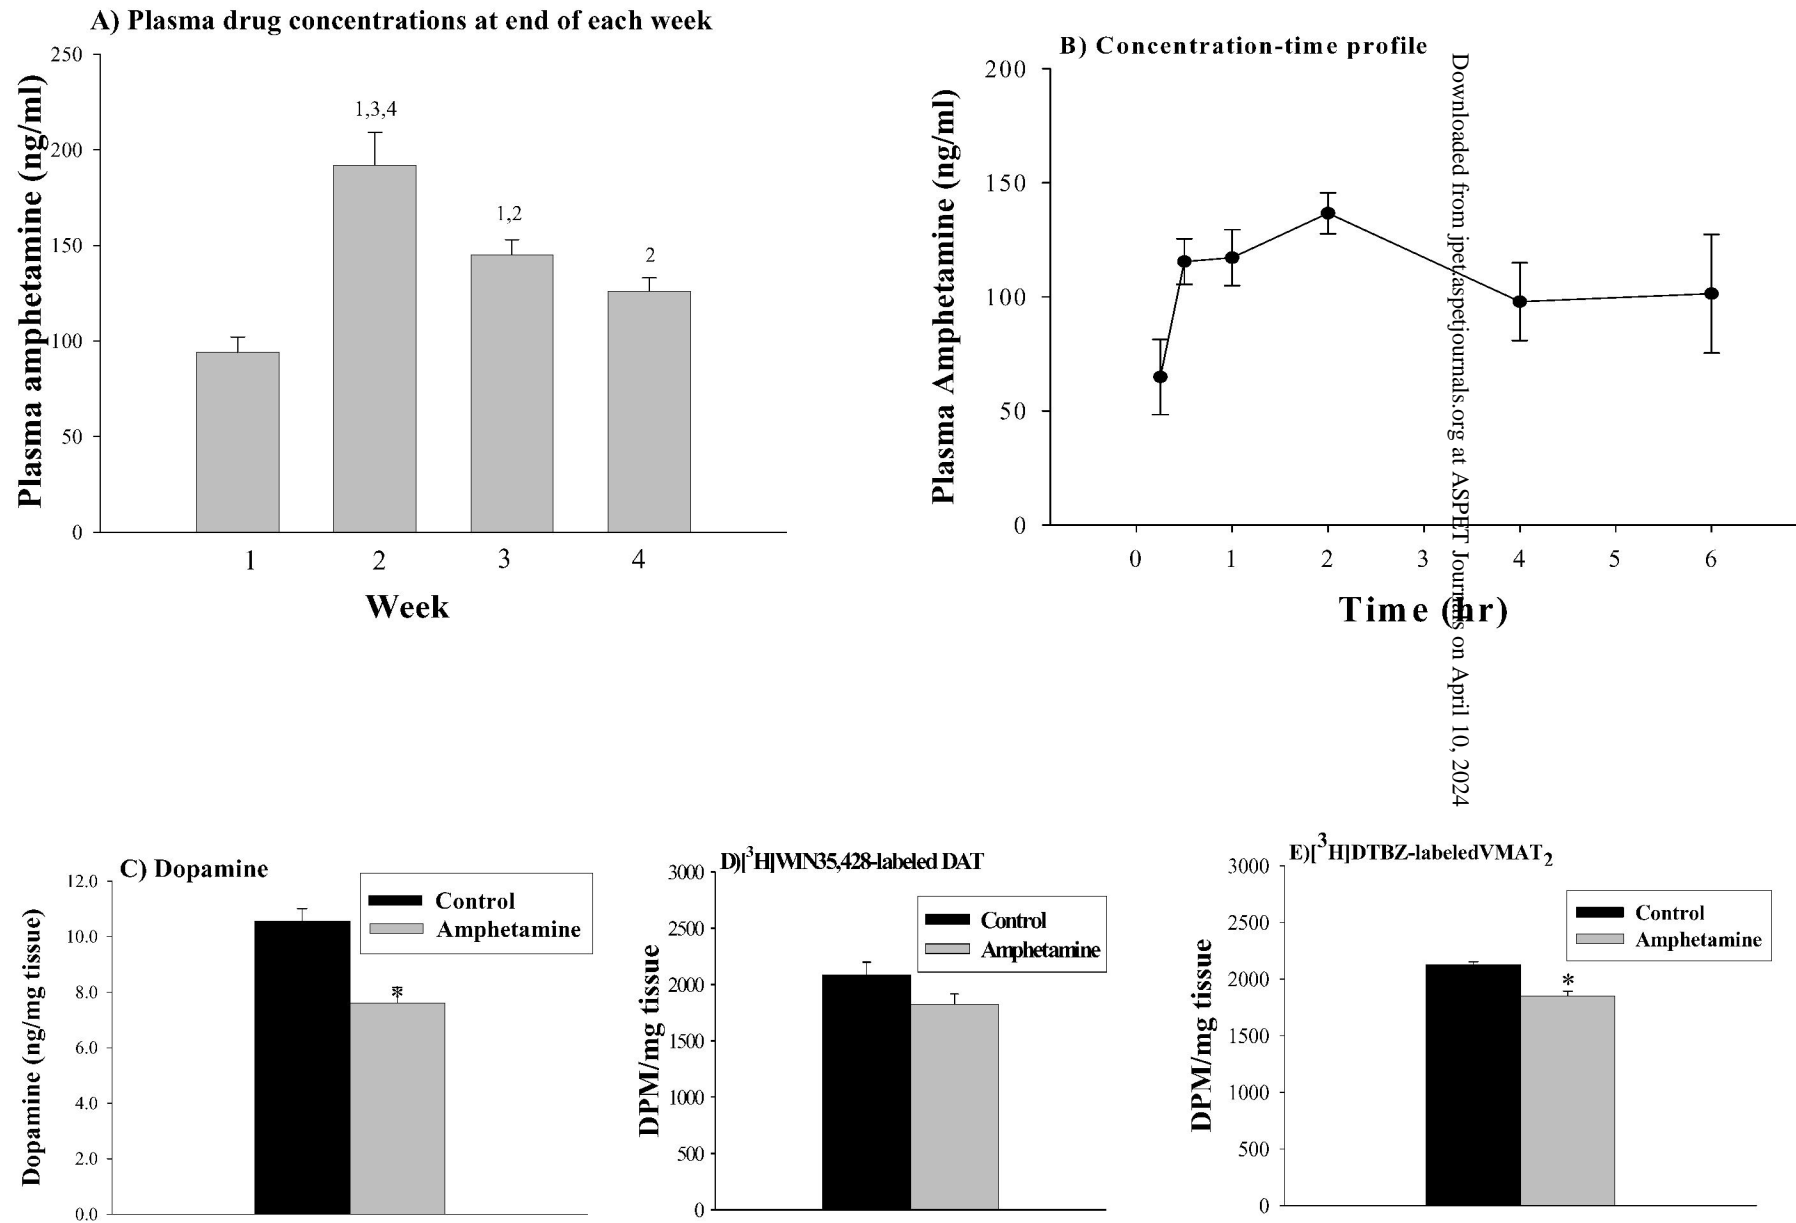 A) Plasma drug concentrations at end of each week
Plasma amphetamine (ng/ml)
250
200
150
100
50
0
1,3,4
1,2
2
1 2 3 4
Week
B) Concentration-time profile
Plasma Amphetamine (ng/ml)
200
150
100
50
0
0 1 2 3 4 5 6
Time (hr)
Downloaded from jpet.aspetjournals.org at ASPET Journals on April 10, 2024
C) Dopamine
Dopamine (ng/mg tissue)
12.0
10.0
8.0
6.0
4.0
2.0
0.0
Control
Amphetamine
*
D)[³H]WIN35,428-labeled DAT
DPM/mg tissue
3000
2500
2000
1500
1000
500
0
Control
Amphetamine
E)[³H]DTBZ-labeledVMAT₂
DPM/mg tissue
3000
2500
2000
1500
1000
500
0
Control
Amphetamine
*